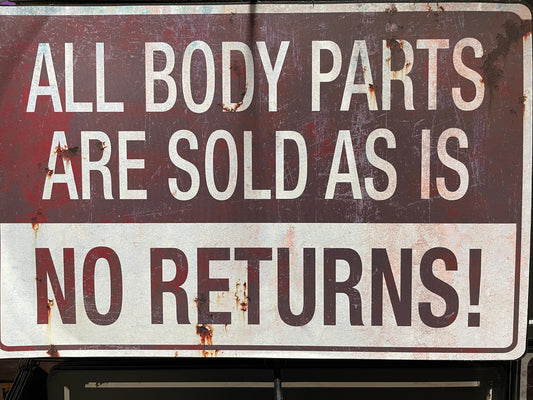 ALL BODY PARTS
ARE SOLD AS IS
NO RETURNS!